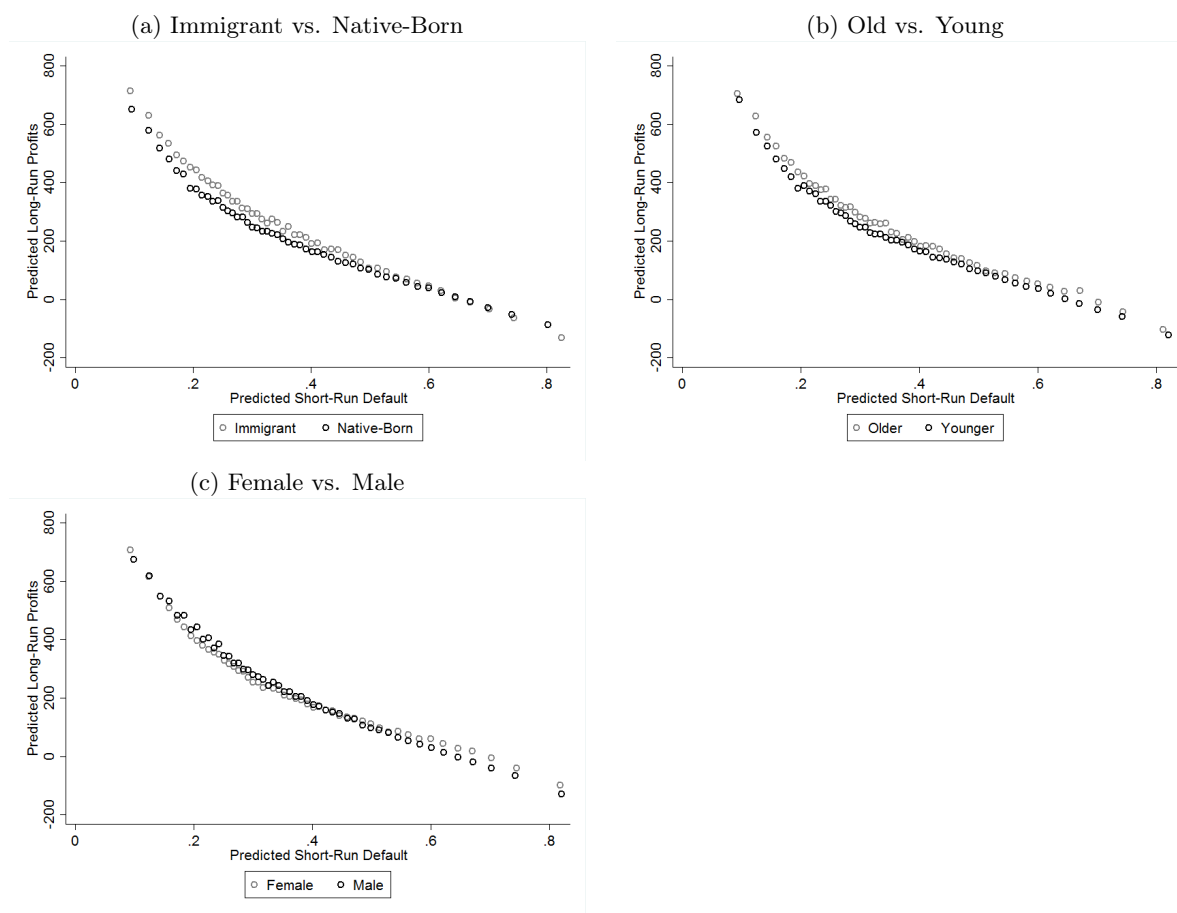 (a) Immigrant vs. Native-Born
800
600
400
200
0
-200
Predicted Long-Run Profits
0 .2 .4 .6 .8
Predicted Short-Run Default
Immigrant Native-Born
(b) Old vs. Young
800
600
400
200
0
-200
Predicted Long-Run Profits
0 .2 .4 .6 .8
Predicted Short-Run Default
Older Younger
(c) Female vs. Male
800
600
400
200
0
-200
Predicted Long-Run Profits
0 .2 .4 .6 .8
Predicted Short-Run Default
Female Male